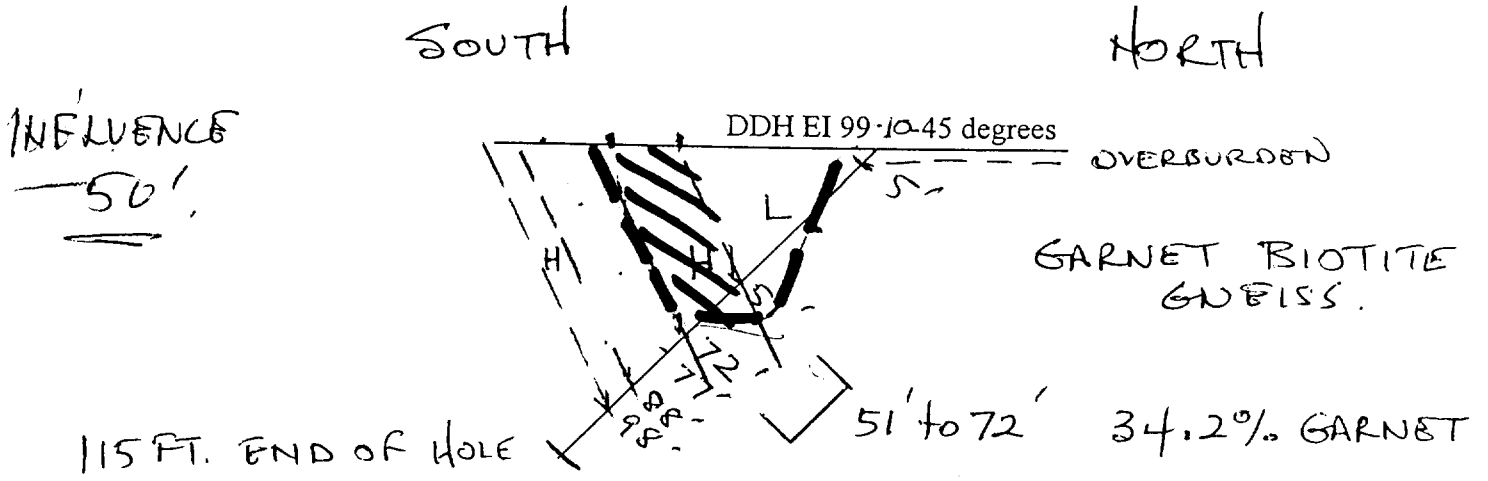 SOUTH
NORTH
INFLUENCE
50'
DDH EI 99-10-45 degrees
OVERBURDEN
5-
L
H
H
GARNET BIOTITE
GNEISS.
72-
88-
98-
51' to 72' 34.2% GARNET
115 FT. END OF HOLE